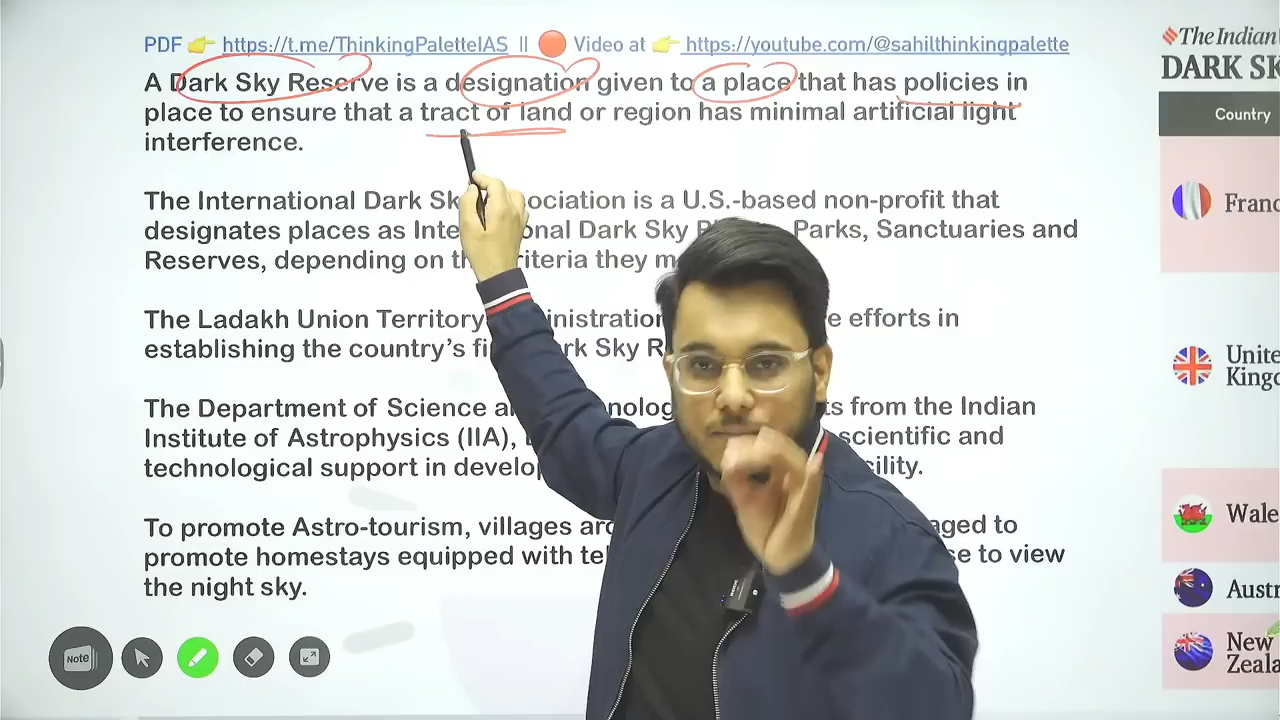 PDF 👉 https://t.me/ThinkingPaletteIAS || 🔴 Video at 👉 https://youtube.com/@sahilthinkingpalette
A Dark Sky Reserve is a designation given to a place that has policies in
place to ensure that a tract of land or region has minimal artificial light
interference.
The International Dark Sk ociation is a U.S.-based non-profit that
designates places as Inte onal Dark Sky P Parks, Sanctuaries and
Reserves, depending on th riteria they m
The Ladakh Union Territory inistration e efforts in
establishing the country's fi rk Sky R
The Department of Science a nolog ts from the Indian
Institute of Astrophysics (IIA), scientific and
technological support in develop cility.
To promote Astro-tourism, villages aro aged to
promote homestays equipped with tel se to view
the night sky.
Note
The Indian
DARK SK
Country
Franc
Unite
Kingd
Wale
Austr
New
Zeala